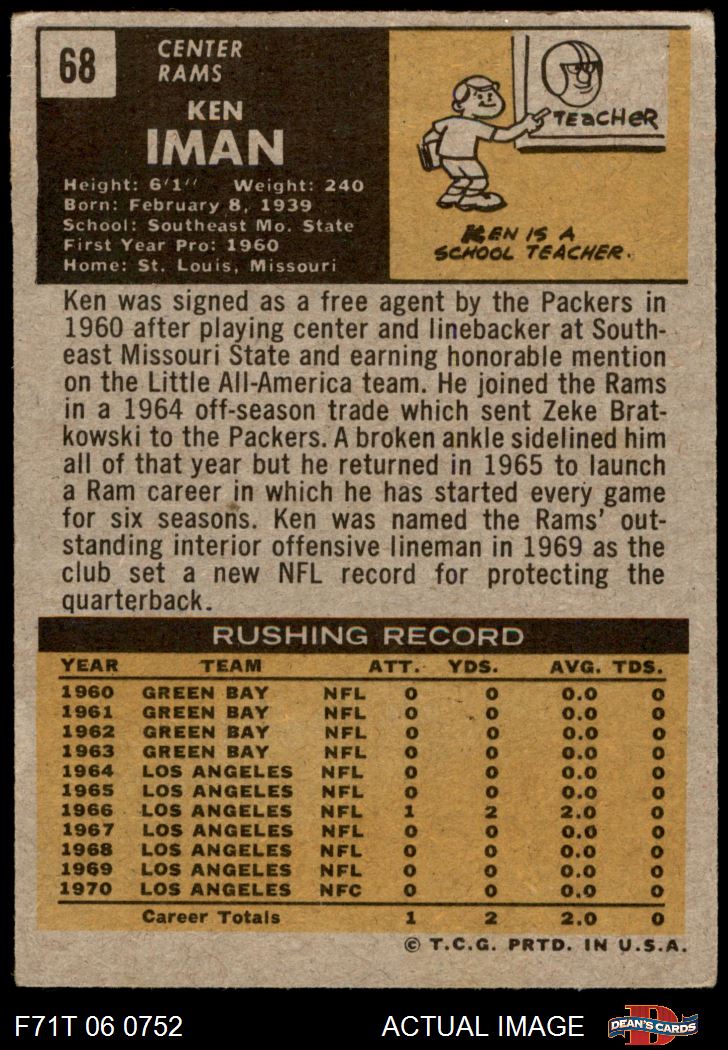 68
CENTER
RAMS
KEN
IMAN
Height: 6'1" Weight: 240
Born: February 8, 1939
School: Southeast Mo. State
First Year Pro: 1960
Home: St. Louis, Missouri
TEACHER
KEN IS A
SCHOOL TEACHER.
Ken was signed as a free agent by the Packers in
1960 after playing center and linebacker at South-
east Missouri State and earning honorable mention
on the Little All-America team. He joined the Rams
in a 1964 off-season trade which sent Zeke Brat-
kowski to the Packers. A broken ankle sidelined him
all of that year but he returned in 1965 to launch
a Ram career in which he has started every game
for six seasons. Ken was named the Rams' out-
standing interior offensive lineman in 1969 as the
club set a new NFL record for protecting the
quarterback.
RUSHING RECORD
YEAR TEAM ATT. YDS. AVG. TDS.
1960 GREEN BAY NFL 0 0 0.0 0
1961 GREEN BAY NFL 0 0 0.0 0
1962 GREEN BAY NFL 0 0 0.0 0
1963 GREEN BAY NFL 0 0 0.0 0
1964 LOS ANGELES NFL 0 0 0.0 0
1965 LOS ANGELES NFL 0 0 0.0 0
1966 LOS ANGELES NFL 1 2 2.0 0
1967 LOS ANGELES NFL 0 0 0.0 0
1968 LOS ANGELES NFL 0 0 0.0 0
1969 LOS ANGELES NFL 0 0 0.0 0
1970 LOS ANGELES NFC 0 0 0.0 0
Career Totals 1 2 2.0 0
© T.C.G. PRTD. IN U.S.A.
F71T 06 0752 ACTUAL IMAGE D DEAN'S CARDS